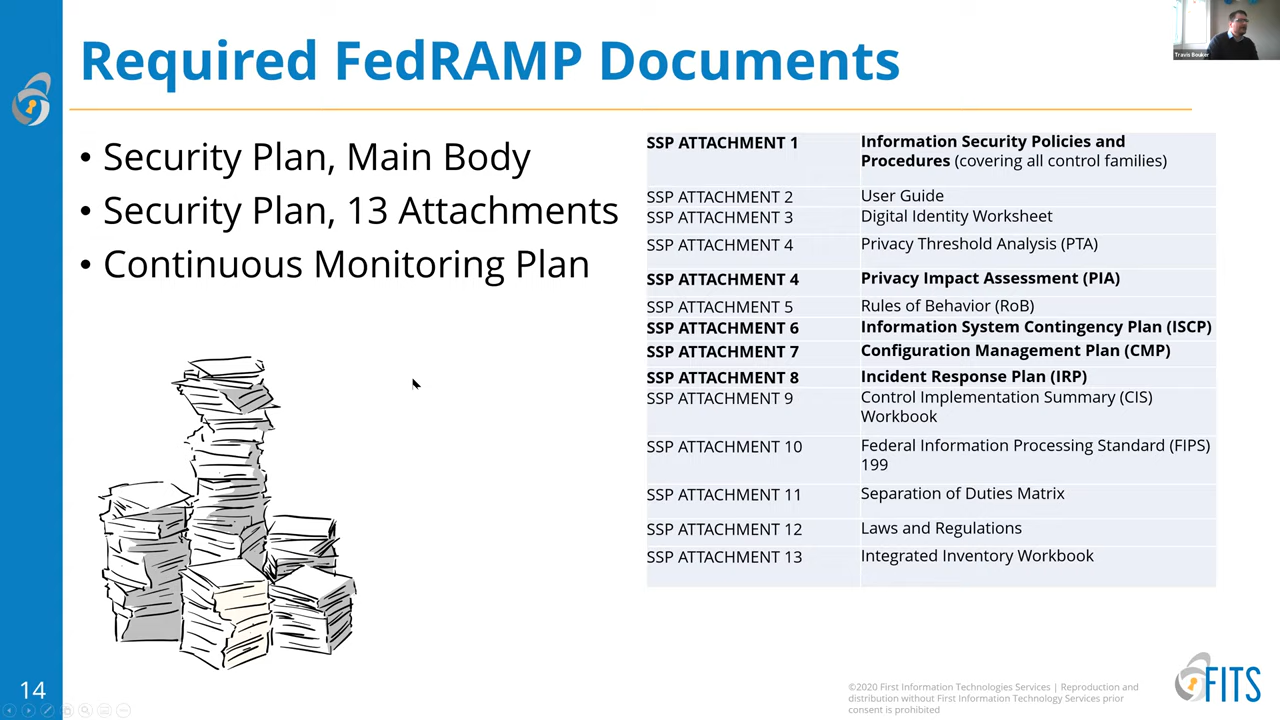 Required FedRAMP Documents
• Security Plan, Main Body
• Security Plan, 13 Attachments
• Continuous Monitoring Plan
SSP ATTACHMENT 1 Information Security Policies and
Procedures (covering all control families)
SSP ATTACHMENT 2 User Guide
SSP ATTACHMENT 3 Digital Identity Worksheet
SSP ATTACHMENT 4 Privacy Threshold Analysis (PTA)
SSP ATTACHMENT 4 Privacy Impact Assessment (PIA)
SSP ATTACHMENT 5 Rules of Behavior (RoB)
SSP ATTACHMENT 6 Information System Contingency Plan (ISCP)
SSP ATTACHMENT 7 Configuration Management Plan (CMP)
SSP ATTACHMENT 8 Incident Response Plan (IRP)
SSP ATTACHMENT 9 Control Implementation Summary (CIS)
Workbook
SSP ATTACHMENT 10 Federal Information Processing Standard (FIPS)
199
SSP ATTACHMENT 11 Separation of Duties Matrix
SSP ATTACHMENT 12 Laws and Regulations
SSP ATTACHMENT 13 Integrated Inventory Workbook
14
©2020 First Information Technologies Services | Reproduction and
distribution without First Information Technology Services prior
consent is prohibited
FITS